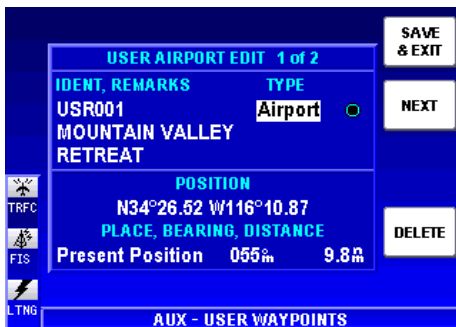 SAVE
& EXIT
USER AIRPORT EDIT 1 of 2
IDENT, REMARKS TYPE
USR001 Airport
NEXT
MOUNTAIN VALLEY
RETREAT
POSITION
TRFC
N34°26.52 W116°10.87
PLACE, BEARING, DISTANCE
DELETE
FIS
Present Position 055°m 9.8nm
LTNG
AUX - USER WAYPOINTS